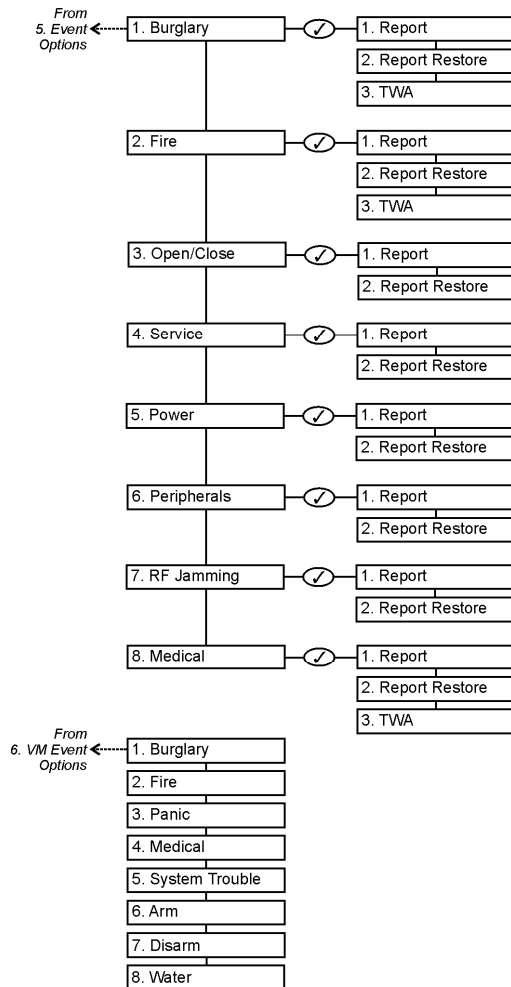 From
5. Event
Options
1. Burglary
1. Report
2. Report Restore
3. TWA
2. Fire
1. Report
2. Report Restore
3. TWA
3. Open/Close
1. Report
2. Report Restore
4. Service
1. Report
2. Report Restore
5. Power
1. Report
2. Report Restore
6. Peripherals
1. Report
2. Report Restore
7. RF Jamming
1. Report
2. Report Restore
8. Medical
1. Report
2. Report Restore
3. TWA
From
6. VM Event
Options
1. Burglary
2. Fire
3. Panic
4. Medical
5. System Trouble
6. Arm
7. Disarm
8. Water